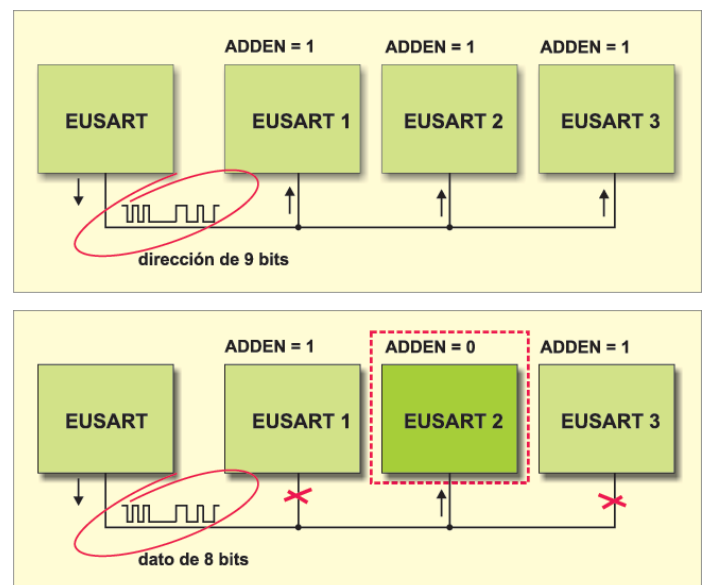 ADDEN = 1 ADDEN = 1 ADDEN = 1
EUSART EUSART 1 EUSART 2 EUSART 3
dirección de 9 bits
ADDEN = 1 ADDEN = 0 ADDEN = 1
EUSART EUSART 1 EUSART 2 EUSART 3
dato de 8 bits